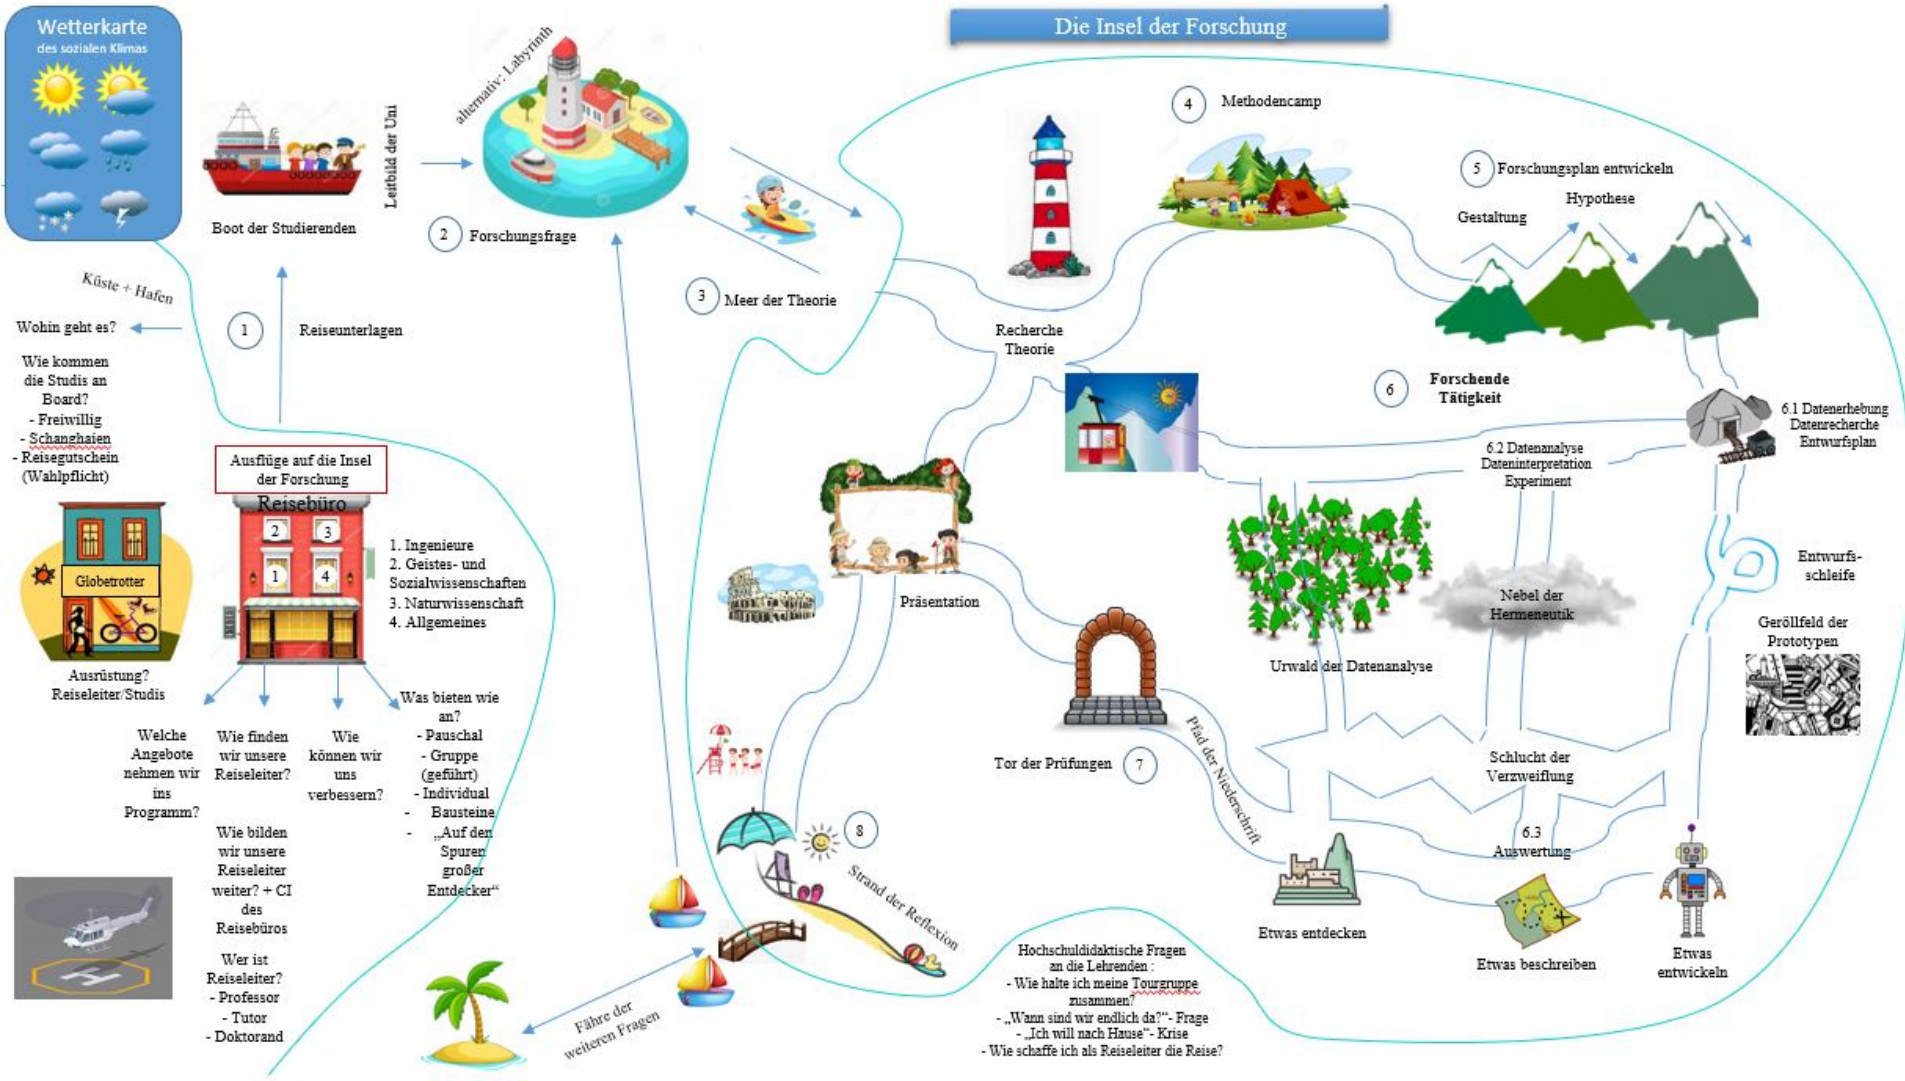 Die Insel der Forschung
Wetterkarte
des sozialen Klimas
Boot der Studierenden
Leitbild der Uni
alternativ: Labyrinth
2
Forschungsfrage
3
Meer der Theorie
Küste + Hafen
Wohin geht es?
1
Reiseunterlagen
Wie kommen
die Studis an
Board?
- Freiwillig
- Schanghaien
- Reisegutschein
(Wahlpflicht)
Ausflüge auf die Insel
der Forschung
Reisebüro
2
3
1
4
Globetrotter
Ausrüstung?
Reiseleiter/Studis
1. Ingenieure
2. Geistes- und
Sozialwissenschaften
3. Naturwissenschaft
4. Allgemeines
Welche
Angebote
nehmen wir
ins
Programm?
Wie finden
wir unsere
Reiseleiter?
Wie bilden
wir unsere
Reiseleiter
weiter? + CI
des
Reisebüros
Wer ist
Reiseleiter?
- Professor
- Tutor
- Doktorand
Wie
können wir
uns
verbessern?
Was bieten wie
an?
- Pauschal
- Gruppe
(geführt)
- Individual
- Bausteine
- „Auf den
Spuren
großer
Entdecker“
H
4
Methodencamp
5
Forschungsplan entwickeln
Hypothese
Gestaltung
Recherche
Theorie
6
Forschende
Tätigkeit
6.1 Datenerhebung
Datenrecherche
Entwurfsplan
6.2 Datenanalyse
Dateninterpretation
Experiment
Entwurfs-
schleife
Nebel der
Hermeneutik
Geröllfeld der
Prototypen
Urwald der Datenanalyse
Präsentation
Tor der Prüfungen
7
Pfad der Niederschrift
Schlucht der
Verzweiflung
6.3
Auswertung
Etwas entdecken
Etwas beschreiben
Etwas
entwickeln
8
Strand der Reflexion
Fähre der
weiteren Fragen
Hochschuldidaktische Fragen
an die Lehrenden :
- Wie halte ich meine Tourgruppe
zusammen?
- „Wann sind wir endlich da?“- Frage
- „Ich will nach Hause“- Krise
- Wie schaffe ich als Reiseleiter die Reise?